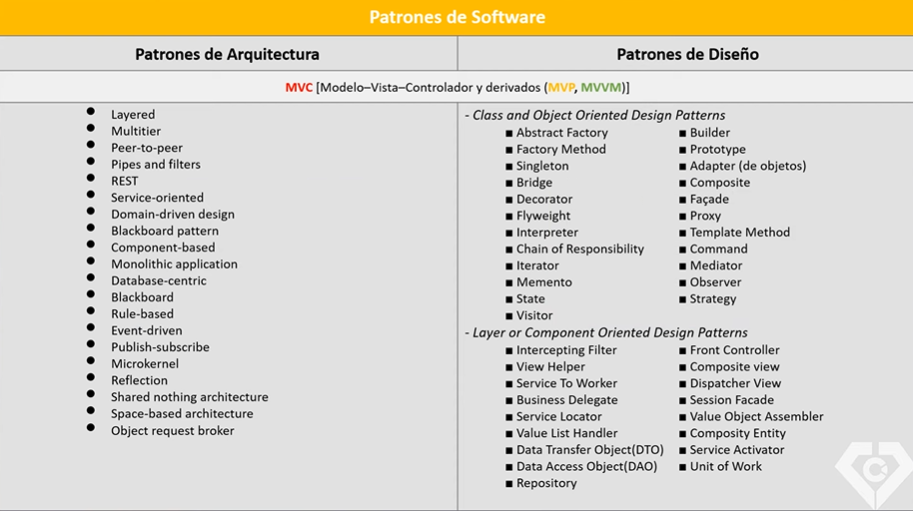 Patrones de Software
Patrones de Arquitectura
Patrones de Diseño
MVC [Modelo–Vista–Controlador y derivados (MVP, MVVM)]
Layered
Multitier
Peer-to-peer
Pipes and filters
REST
Service-oriented
Domain-driven design
Blackboard pattern
Component-based
Monolithic application
Database-centric
Blackboard
Rule-based
Event-driven
Publish-subscribe
Microkernel
Reflection
Shared nothing architecture
Space-based architecture
Object request broker
- Class and Object Oriented Design Patterns
Abstract Factory
Factory Method
Singleton
Bridge
Decorator
Flyweight
Interpreter
Chain of Responsibility
Iterator
Memento
State
Visitor
Builder
Prototype
Adapter (de objetos)
Composite
Façade
Proxy
Template Method
Command
Mediator
Observer
Strategy
- Layer or Component Oriented Design Patterns
Intercepting Filter
View Helper
Service To Worker
Business Delegate
Service Locator
Value List Handler
Data Transfer Object(DTO)
Data Access Object(DAO)
Repository
Front Controller
Composite view
Dispatcher View
Session Facade
Value Object Assembler
Composity Entity
Service Activator
Unit of Work